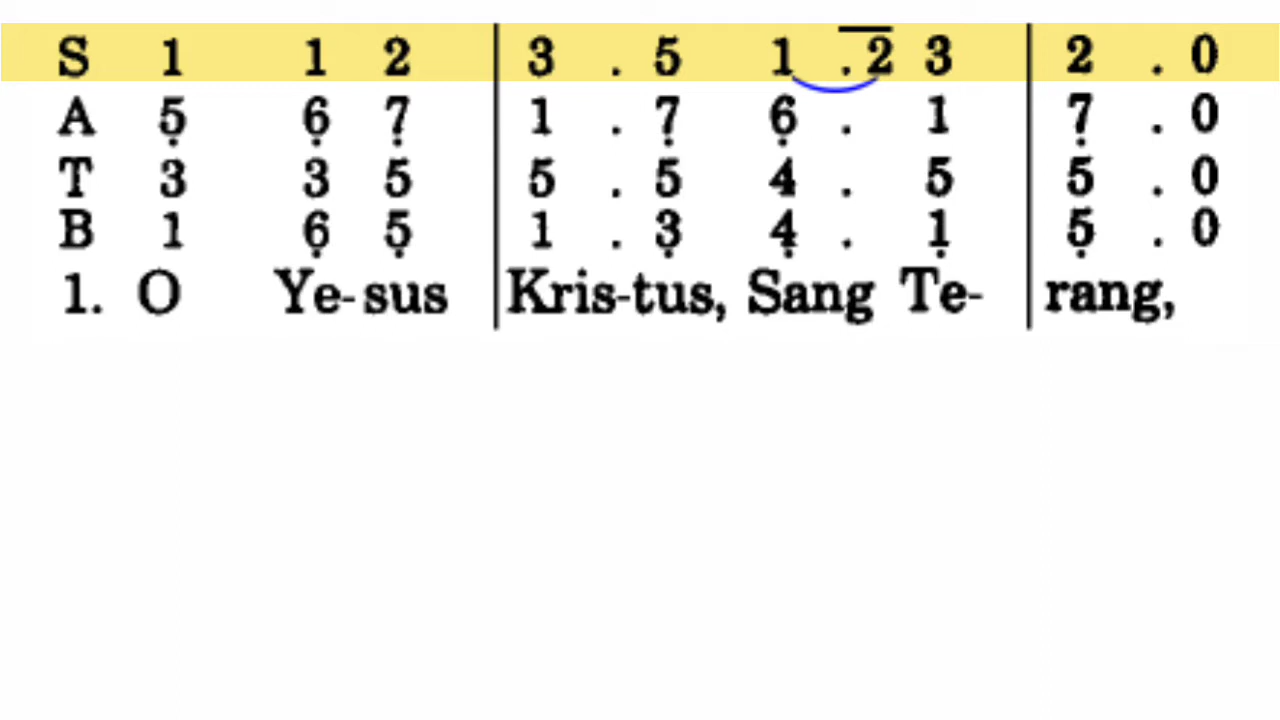 S 1 1 2 | 3 . 5 1 .2 3 | 2 . 0
A 5̣ 6̣ 7̣ | 1 . 7̣ 6̣ . 1 | 7̣ . 0
T 3 3 5 | 5 . 5 4 . 5 | 5 . 0
B 1 6̣ 5̣ | 1 . 3̣ 4̣ . 1̣ | 5̣ . 0
1. O Ye-sus | Kris-tus, Sang Te- | rang,